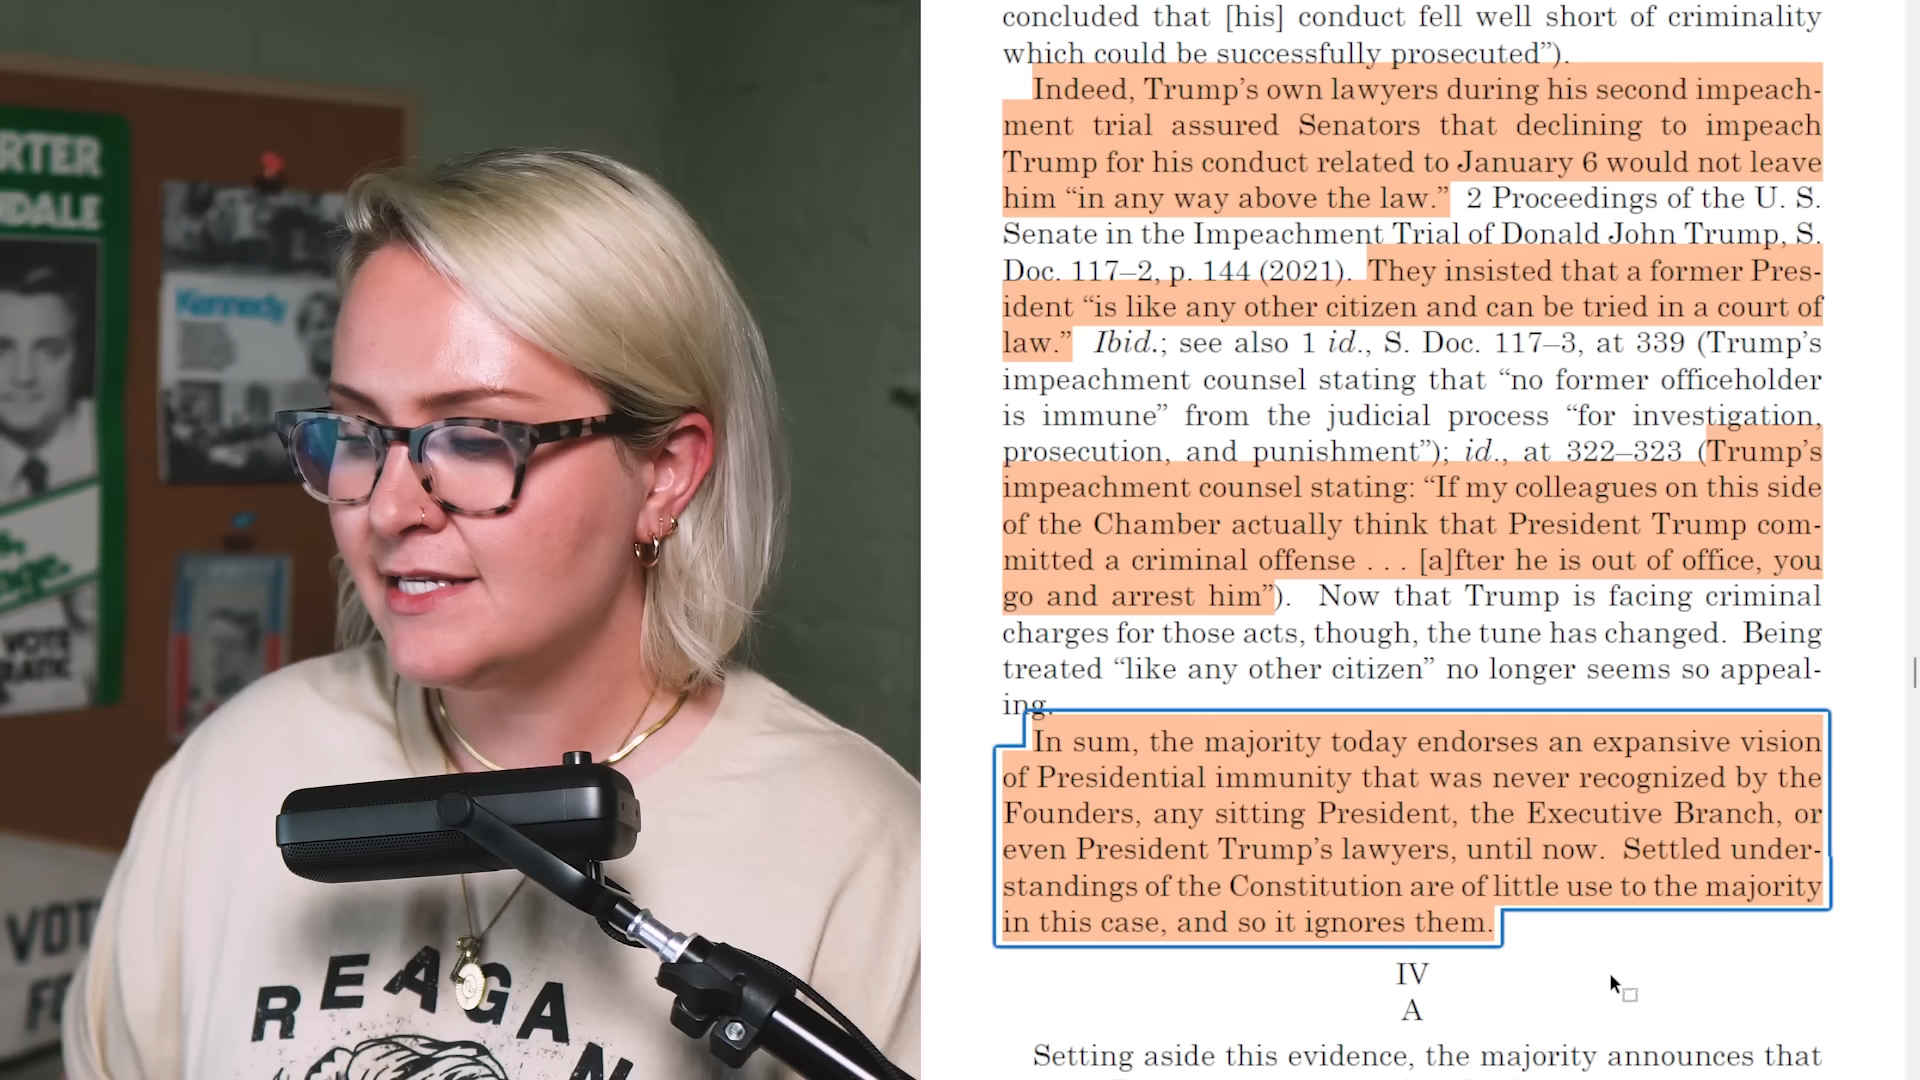 RTER
NDALE
Kennedy
VOTE
VOT
REAGAN
concluded that [his] conduct fell well short of criminality
which could be successfully prosecuted”).
Indeed, Trump’s own lawyers during his second impeach-
ment trial assured Senators that declining to impeach
Trump for his conduct related to January 6 would not leave
him “in any way above the law.” 2 Proceedings of the U. S.
Senate in the Impeachment Trial of Donald John Trump, S.
Doc. 117–2, p. 144 (2021). They insisted that a former Pres-
ident “is like any other citizen and can be tried in a court of
law.” Ibid.; see also 1 id., S. Doc. 117–3, at 339 (Trump’s
impeachment counsel stating that “no former officeholder
is immune” from the judicial process “for investigation,
prosecution, and punishment”); id., at 322–323 (Trump’s
impeachment counsel stating: “If my colleagues on this side
of the Chamber actually think that President Trump com-
mitted a criminal offense . . . [a]fter he is out of office, you
go and arrest him”). Now that Trump is facing criminal
charges for those acts, though, the tune has changed. Being
treated “like any other citizen” no longer seems so appeal-
ing.
In sum, the majority today endorses an expansive vision
of Presidential immunity that was never recognized by the
Founders, any sitting President, the Executive Branch, or
even President Trump’s lawyers, until now. Settled under-
standings of the Constitution are of little use to the majority
in this case, and so it ignores them.
IV
A
Setting aside this evidence, the majority announces that